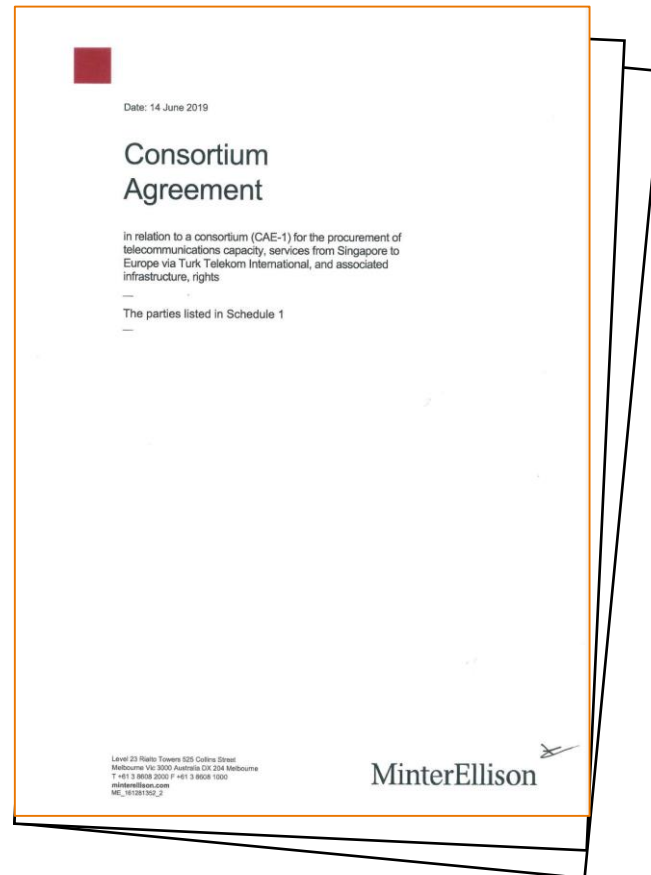 Date: 14 June 2019
Consortium
Agreement
in relation to a consortium (CAE-1) for the procurement of
telecommunications capacity, services from Singapore to
Europe via Turk Telekom International, and associated
infrastructure, rights
—
The parties listed in Schedule 1
—
Level 23 Rialto Towers 525 Collins Street
Melbourne Vic 3000 Australia DX 204 Melbourne
T +61 3 8608 2000 F +61 3 8608 1000
minterellison.com
ME_161281352_2
MinterEllison